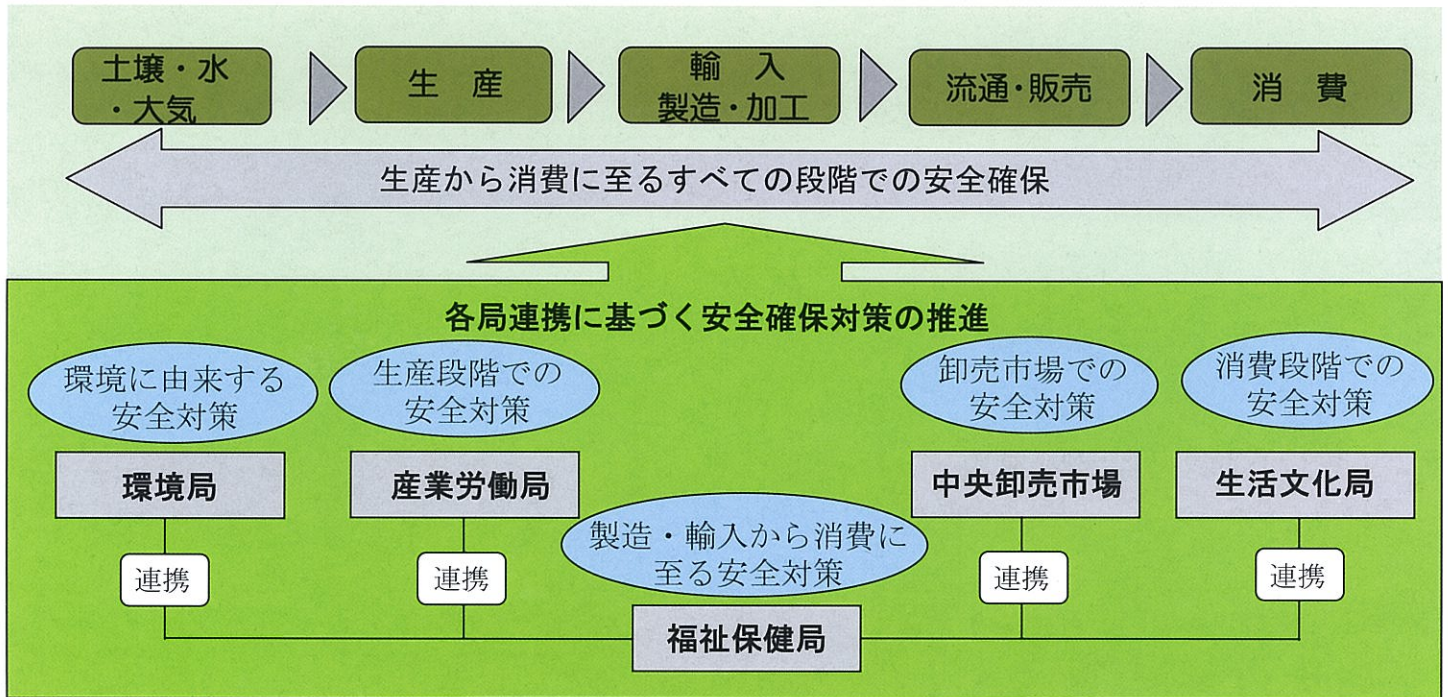 土壌・水
・大気
生 産
輸 入
製造・加工
流通・販売
消 費
生産から消費に至るすべての段階での安全確保
各局連携に基づく安全確保対策の推進
環境に由来する
安全対策
生産段階での
安全対策
卸売市場での
安全対策
消費段階での
安全対策
環境局
産業労働局
中央卸売市場
生活文化局
製造・輸入から消費に
至る安全対策
連携
連携
連携
連携
福祉保健局